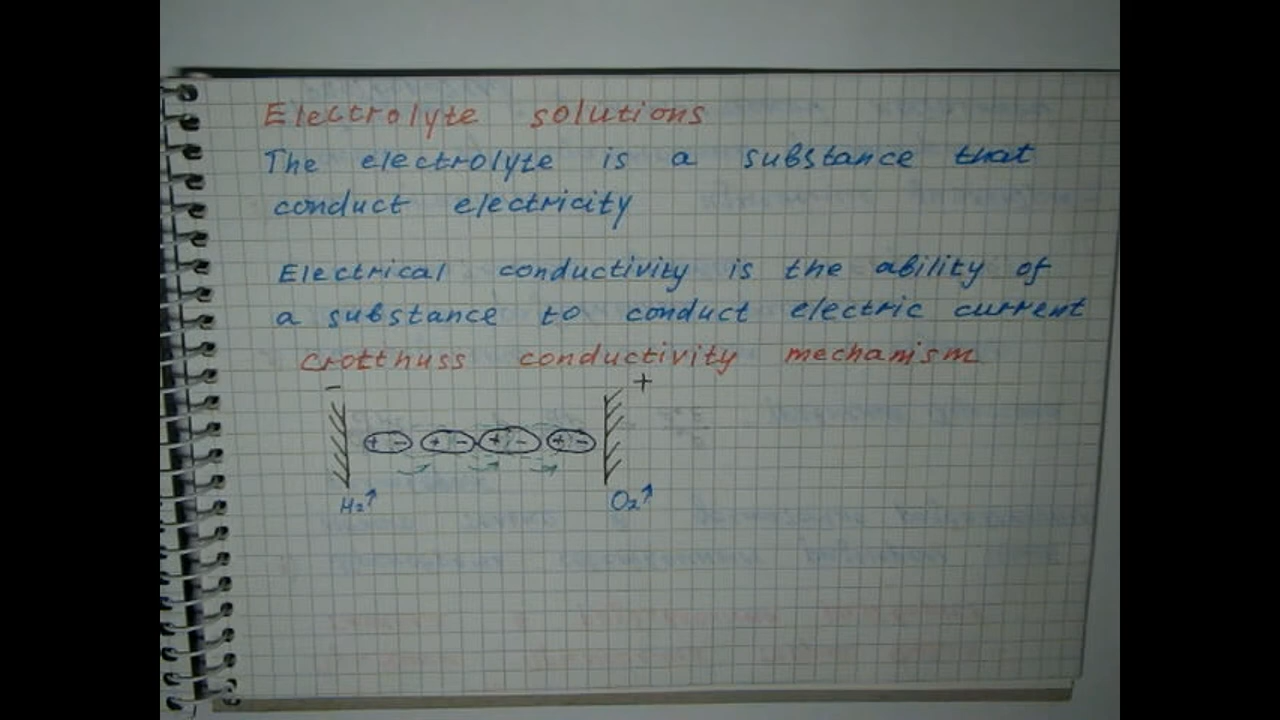 Electrolyte solutions
The electrolyte is a substance that
conduct electricity
Electrical conductivity is the ability of
a substance to conduct electric current
Crotthuss conductivity mechanism
- +
+ - + - + - + -
H₂↑ O₂↑